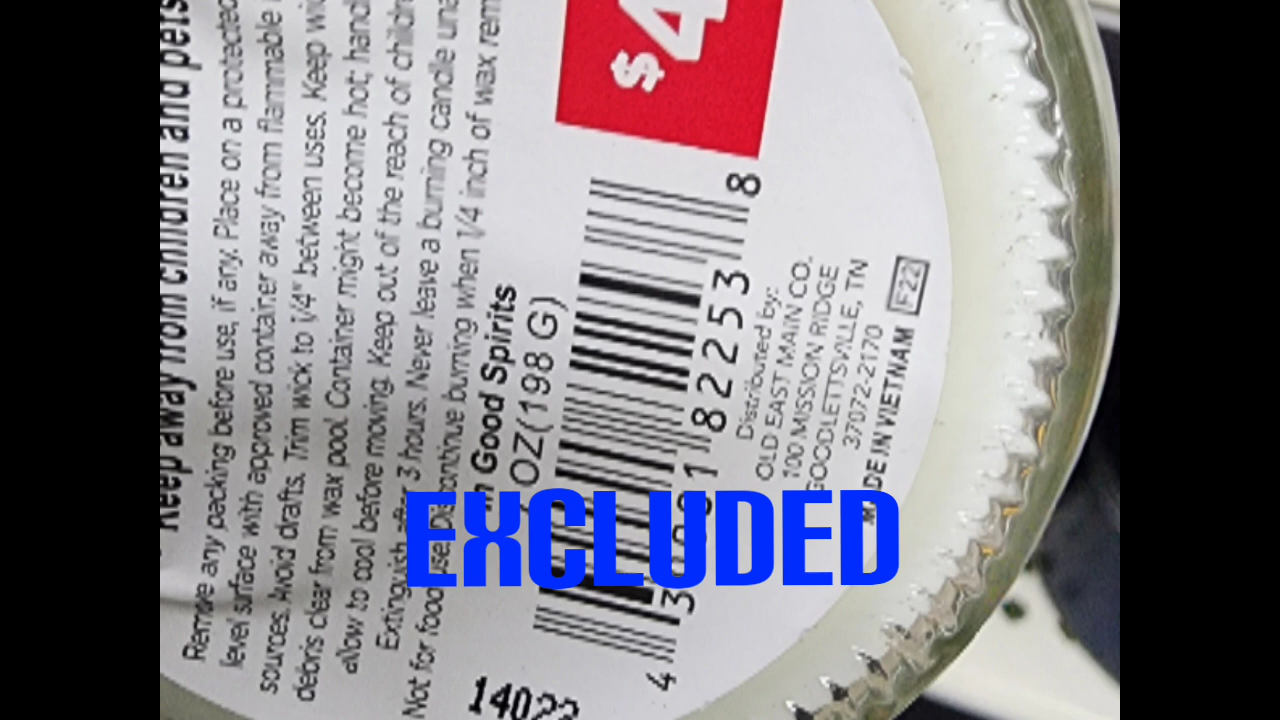 Keep away from children and pets
Remove any packing before use, if any. Place on a protected
level surface with approved container away from flammable
sources. Avoid drafts. Trim wick to 1/4" between uses. Keep
debris clear from wax pool. Container might become hot, hand
allow to cool before moving. Keep out of the reach of childr
Extinguish after 3 hours. Never leave a burning candle una
Not for food use. Discontinue burning when 1/4 inch of wax rem
n Good Spirits
OZ(198 G)
$4
82253 8
4
Distributed by:
OLD EAST MAIN CO.
100 MISSION RIDGE
GOODLETTSVILLE, TN
37072-2170
MADE IN VIETNAM F22
14022
EXCLUDED